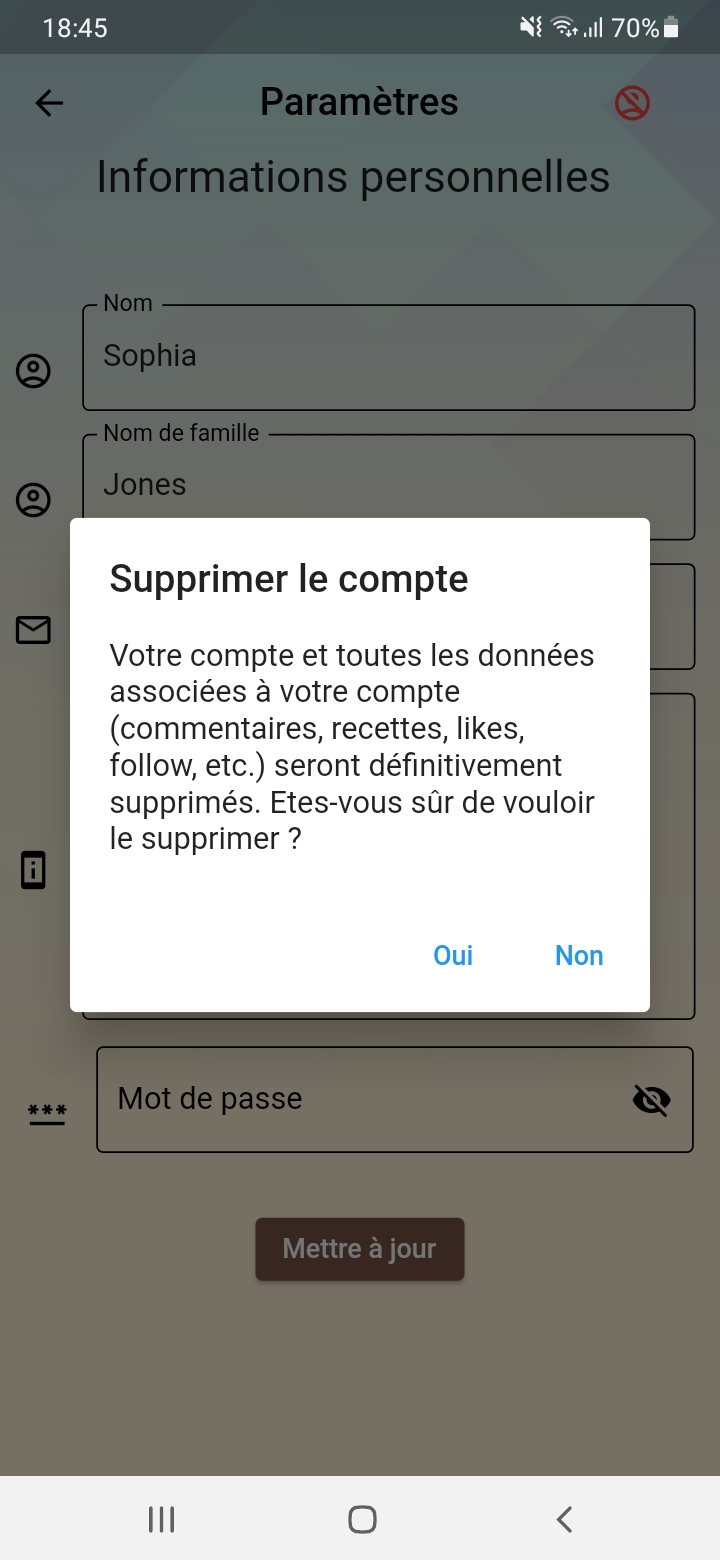 18:45
70%
Paramètres
Informations personnelles
Nom
Sophia
Nom de famille
Jones
Supprimer le compte
Votre compte et toutes les données
associées à votre compte
(commentaires, recettes, likes,
follow, etc.) seront définitivement
supprimés. Etes-vous sûr de vouloir
le supprimer ?
Oui
Non
Mot de passe
Mettre à jour